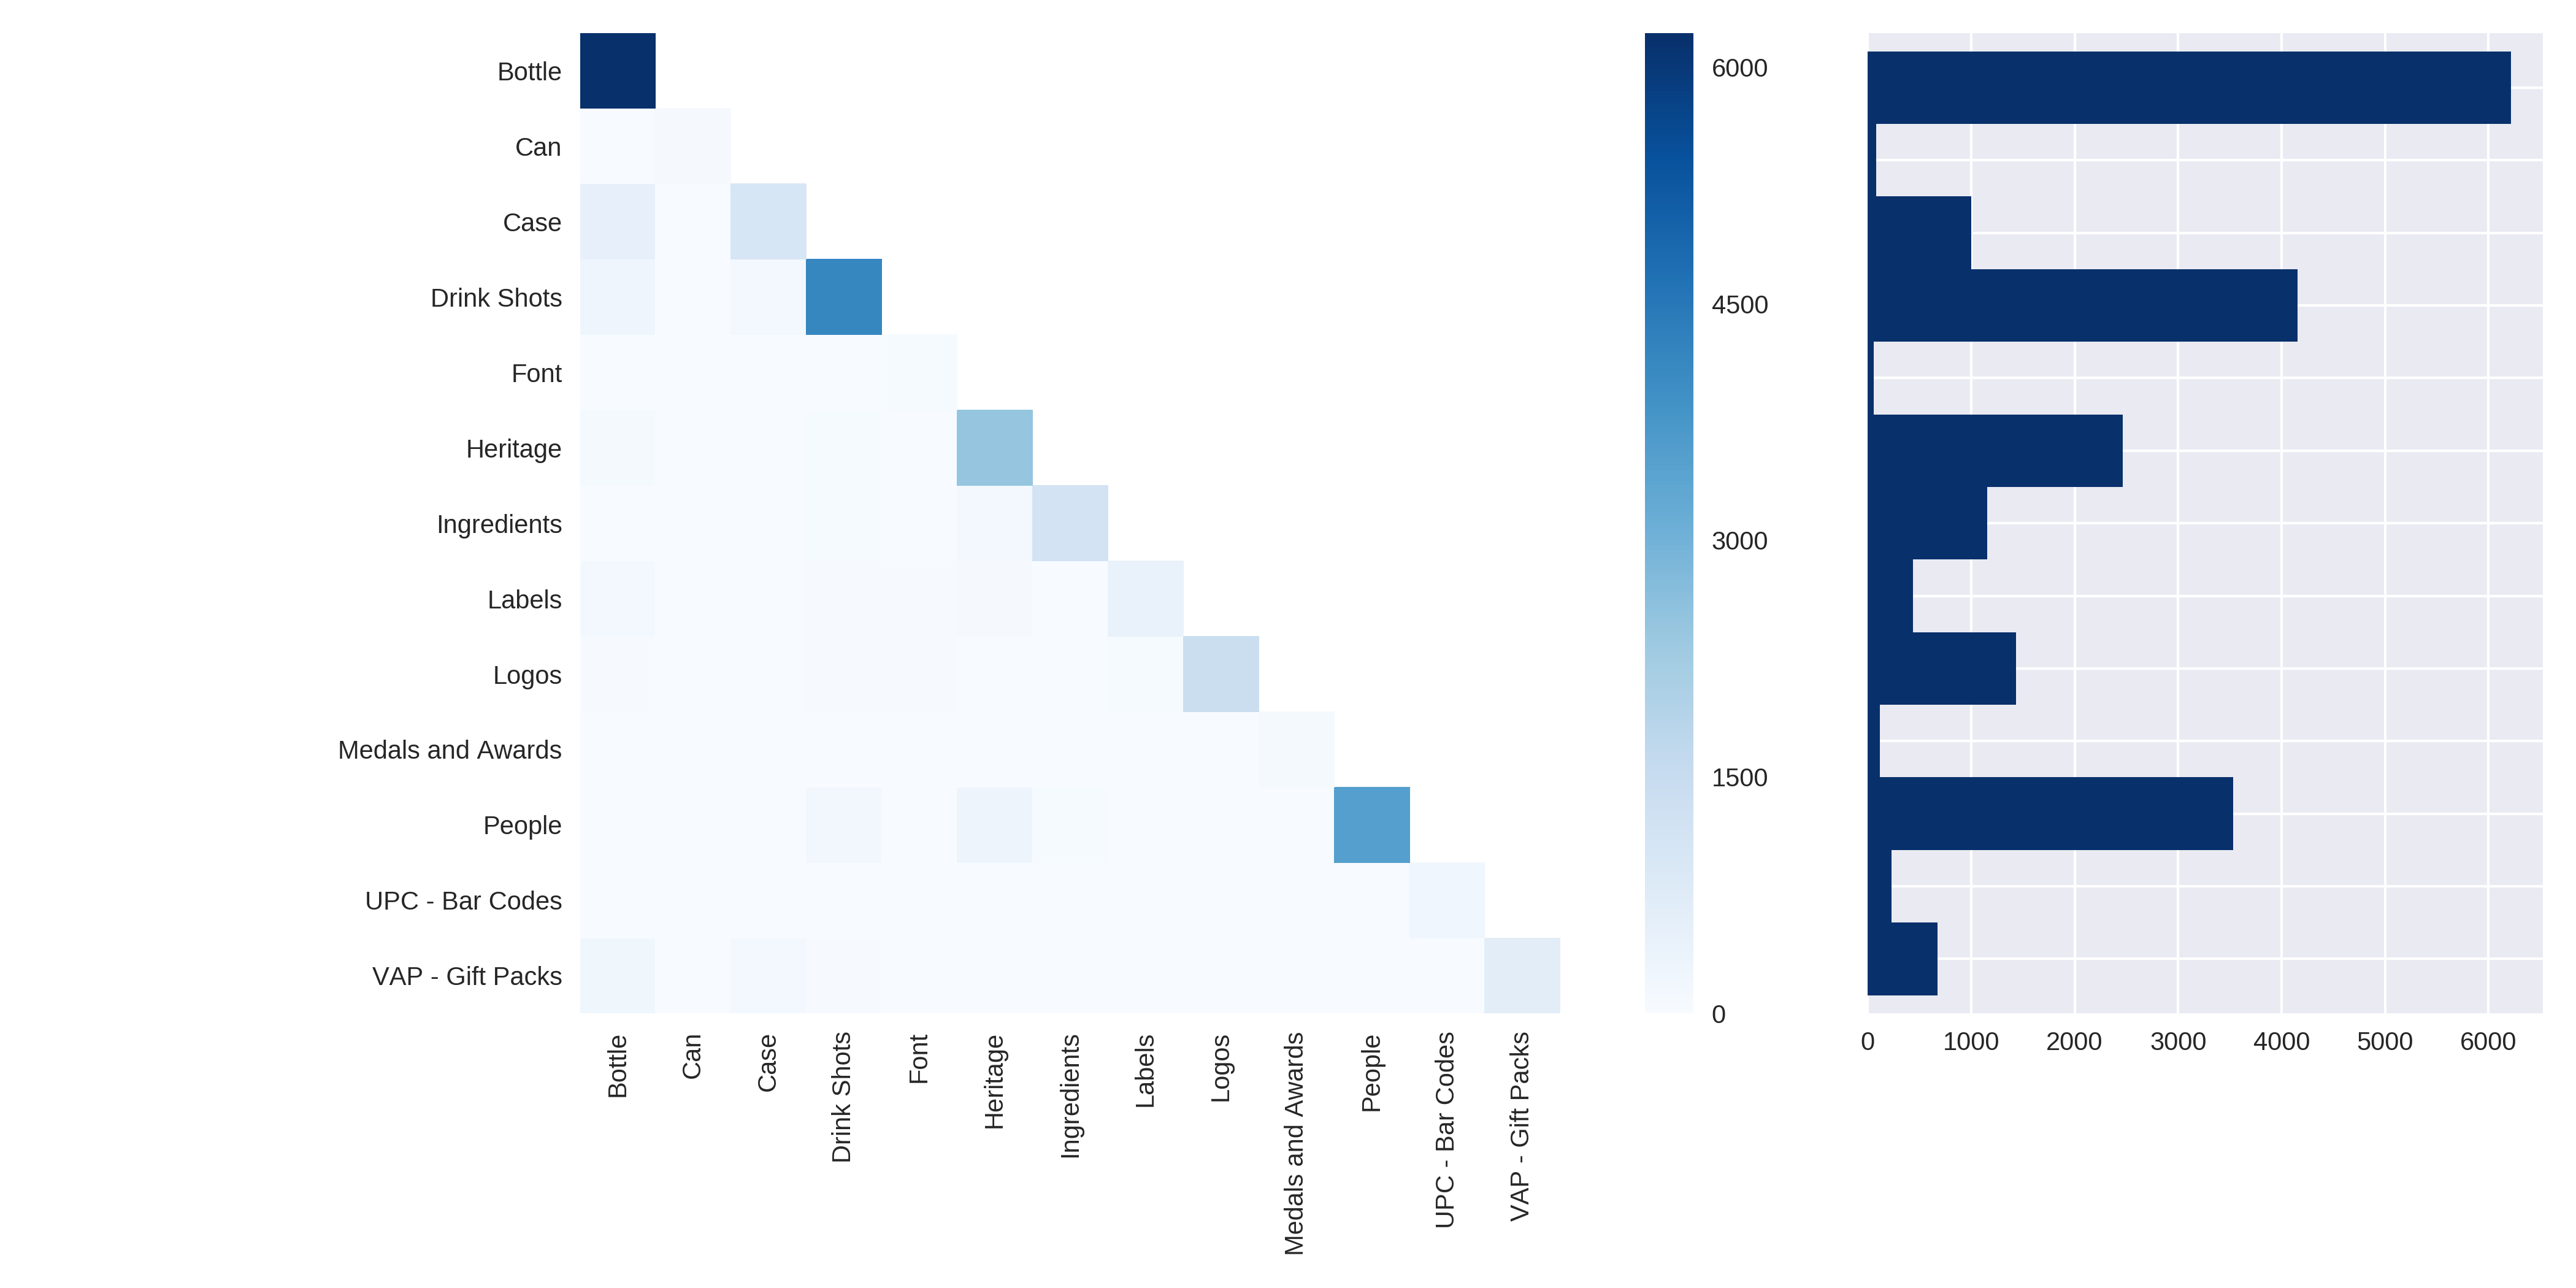 Bottle
Can
Case
Drink Shots
Font
Heritage
Ingredients
Labels
Logos
Medals and Awards
People
UPC - Bar Codes
VAP - Gift Packs
Bottle
Can
Case
Drink Shots
Font
Heritage
Ingredients
Labels
Logos
Medals and Awards
People
UPC - Bar Codes
VAP - Gift Packs
6000
4500
3000
1500
0
0 1000 2000 3000 4000 5000 6000